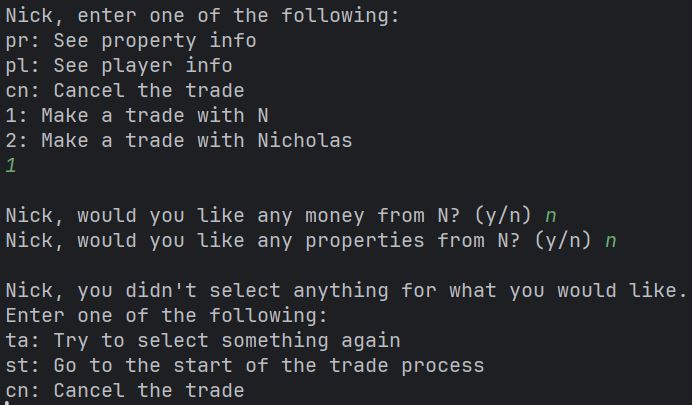 Nick, enter one of the following:
pr: See property info
pl: See player info
cn: Cancel the trade
1: Make a trade with N
2: Make a trade with Nicholas
1
Nick, would you like any money from N? (y/n) n
Nick, would you like any properties from N? (y/n) n
Nick, you didn't select anything for what you would like.
Enter one of the following:
ta: Try to select something again
st: Go to the start of the trade process
cn: Cancel the trade